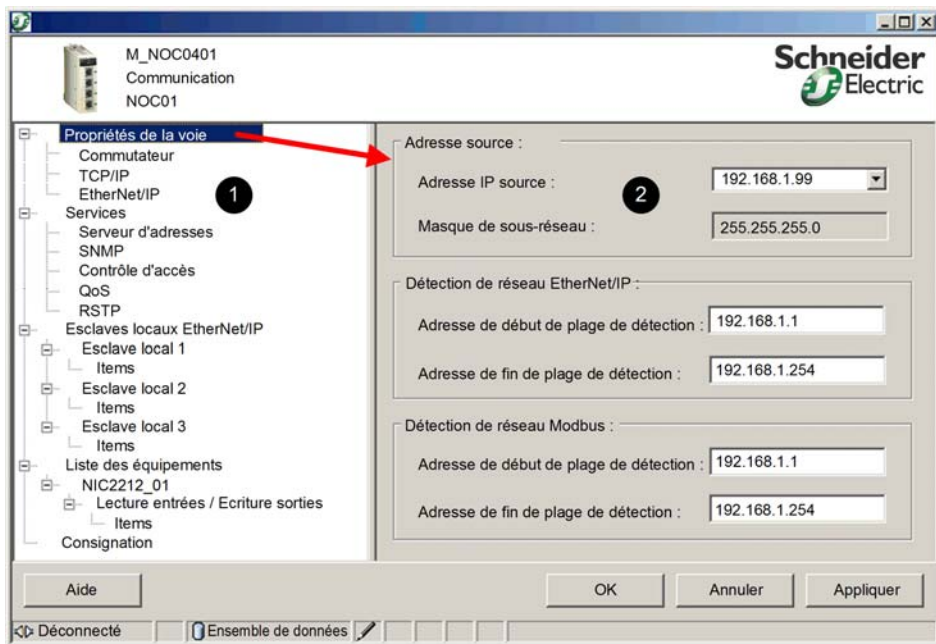 M_NOC0401
Communication
NOC01
Schneider
Electric
Propriétés de la voie
Commutateur
TCP/IP
EtherNet/IP
1
Services
Serveur d'adresses
SNMP
Contrôle d'accès
QoS
RSTP
Esclaves locaux EtherNet/IP
Esclave local 1
Items
Esclave local 2
Items
Esclave local 3
Items
Liste des équipements
NIC2212_01
Lecture entrées / Ecriture sorties
Items
Consignation
Adresse source :
Adresse IP source : 2 192.168.1.99
Masque de sous-réseau : 255.255.255.0
Détection de réseau EtherNet/IP :
Adresse de début de plage de détection : 192.168.1.1
Adresse de fin de plage de détection : 192.168.1.254
Détection de réseau Modbus :
Adresse de début de plage de détection : 192.168.1.1
Adresse de fin de plage de détection : 192.168.1.254
Aide OK Annuler Appliquer
Déconnecté Ensemble de données